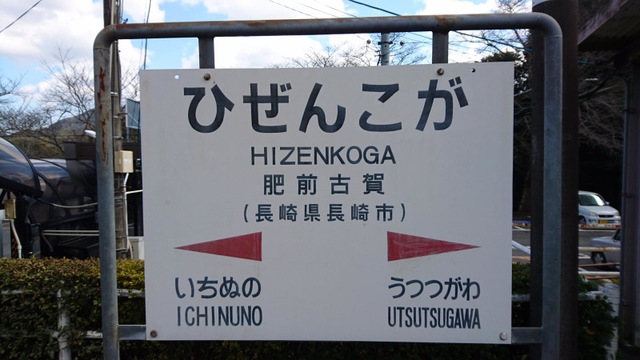 ひぜんこが
HIZENKOGA
肥前古賀
(長崎県長崎市)
いちぬの うつつがわ
ICHINUNO UTSUTSUGAWA